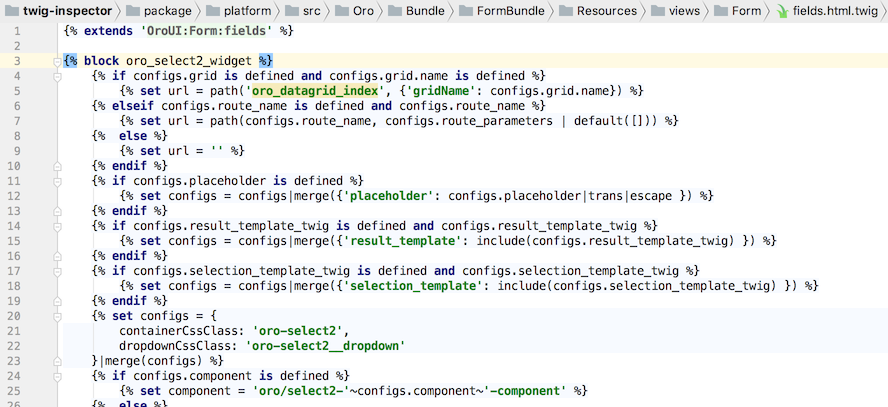 twig-inspector package platform src Oro Bundle FormBundle Resources views Form fields.html.twig
1 {% extends 'OroUI:Form:fields' %}
2
3 {% block oro_select2_widget %}
4 {% if configs.grid is defined and configs.grid.name is defined %}
5 {% set url = path('oro_datagrid_index', {'gridName': configs.grid.name}) %}
6 {% elseif configs.route_name is defined and configs.route_name %}
7 {% set url = path(configs.route_name, configs.route_parameters | default([])) %}
8 {%  else %}
9 {% set url = '' %}
10 {% endif %}
11 {% if configs.placeholder is defined %}
12 {% set configs = configs|merge({'placeholder': configs.placeholder|trans|escape }) %}
13 {% endif %}
14 {% if configs.result_template_twig is defined and configs.result_template_twig %}
15 {% set configs = configs|merge({'result_template': include(configs.result_template_twig) }) %}
16 {% endif %}
17 {% if configs.selection_template_twig is defined and configs.selection_template_twig %}
18 {% set configs = configs|merge({'selection_template': include(configs.selection_template_twig) }) %}
19 {% endif %}
20 {% set configs = {
21 containerCssClass: 'oro-select2',
22 dropdownCssClass: 'oro-select2__dropdown'
23 }|merge(configs) %}
24 {% if configs.component is defined %}
25 {% set component = 'oro/select2-'~configs.component~'-component' %}
26 {%  else %}